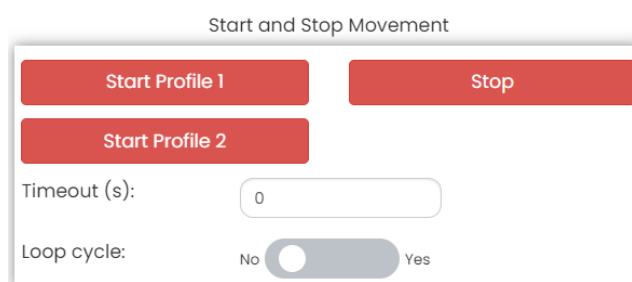 Start and Stop Movement
Start Profile 1 Stop
Start Profile 2
Timeout (s): 0
Loop cycle: No Yes